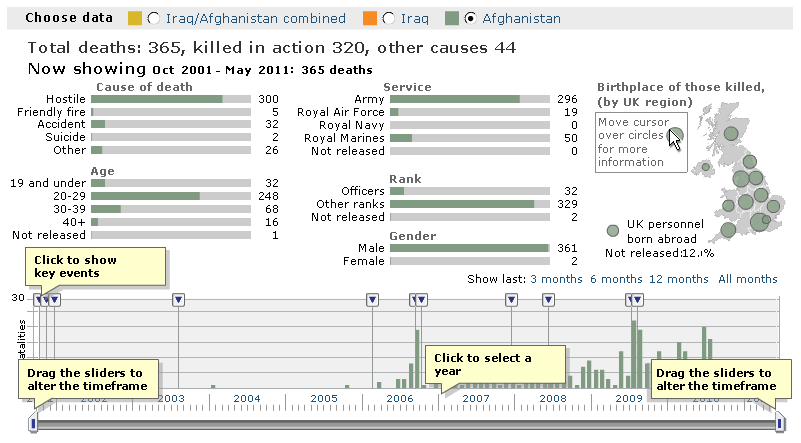 Choose data Iraq/Afghanistan combined Iraq Afghanistan
Total deaths: 365, killed in action 320, other causes 44
Now showing Oct 2001 - May 2011: 365 deaths
Cause of death
Hostile 300
Friendly fire 5
Accident 32
Suicide 2
Other 26
Age
19 and under 32
20-29 248
30-39 68
40+ 16
Not released 1
Service
Army 296
Royal Air Force 19
Royal Navy 0
Royal Marines 50
Not released 0
Rank
Officers 32
Other ranks 329
Not released 2
Gender
Male 361
Female 2
Birthplace of those killed,
(by UK region)
Move cursor
over circles
for more
information
UK personnel
born abroad
Not released:12.1%
Show last: 3 months 6 months 12 months All months
Click to show
key events
30
Click to select a
year
Drag the sliders to
alter the timeframe
Drag the sliders to
alter the timeframe
2002 2003 2004 2005 2006 2007 2008 2009 2010